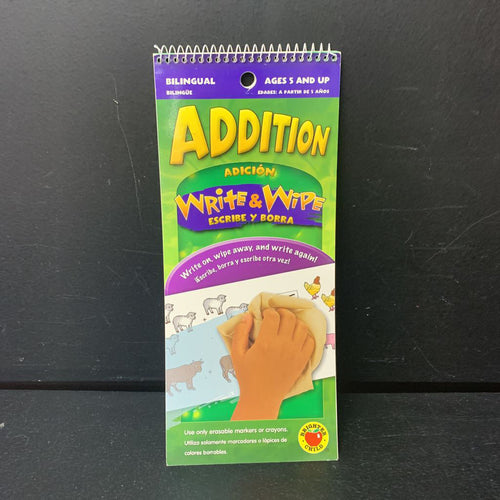 BILINGUAL
BILINGÜE
AGES 5 AND UP
EDADES: A PARTIR DE 5 AÑOS
ADDITION
ADICIÓN
WRITE & WIPE
ESCRIBE Y BORRA
Write on, wipe away, and write again!
¡Escribe, borra y escribe otra vez!
Use only erasable markers or crayons.
Utiliza solamente marcadores o lápices de
colores borrables.
BRIGHTER
CHILD